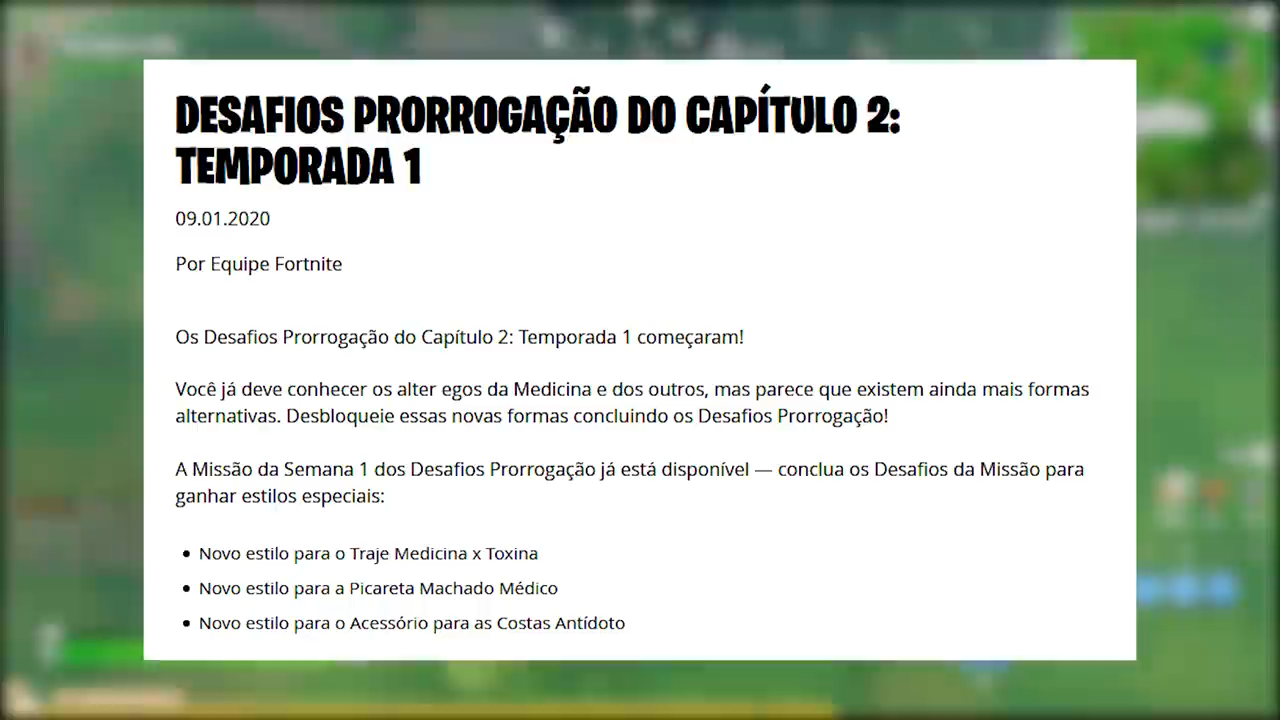 DESAFIOS PRORROGAÇÃO DO CAPÍTULO 2:
TEMPORADA 1
09.01.2020
Por Equipe Fortnite
Os Desafios Prorrogação do Capítulo 2: Temporada 1 começaram!
Você já deve conhecer os alter egos da Medicina e dos outros, mas parece que existem ainda mais formas
alternativas. Desbloqueie essas novas formas concluindo os Desafios Prorrogação!
A Missão da Semana 1 dos Desafios Prorrogação já está disponível — conclua os Desafios da Missão para
ganhar estilos especiais:
• Novo estilo para o Traje Medicina x Toxina
• Novo estilo para a Picareta Machado Médico
• Novo estilo para o Acessório para as Costas Antídoto